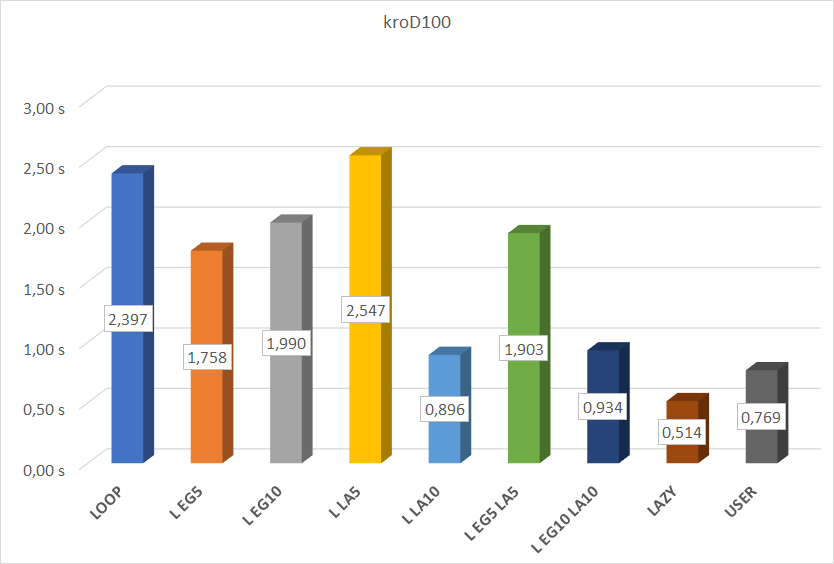 kroD100
3,00 s
2,50 s
2,00 s
1,50 s
1,00 s
0,50 s
0,00 s
2,397
1,758
1,990
2,547
0,896
1,903
0,934
0,514
0,769
LOOP
L EG5
L EG10
L LA5
L LA10
L EG5 LA5
L EG10 LA10
LAZY
USER